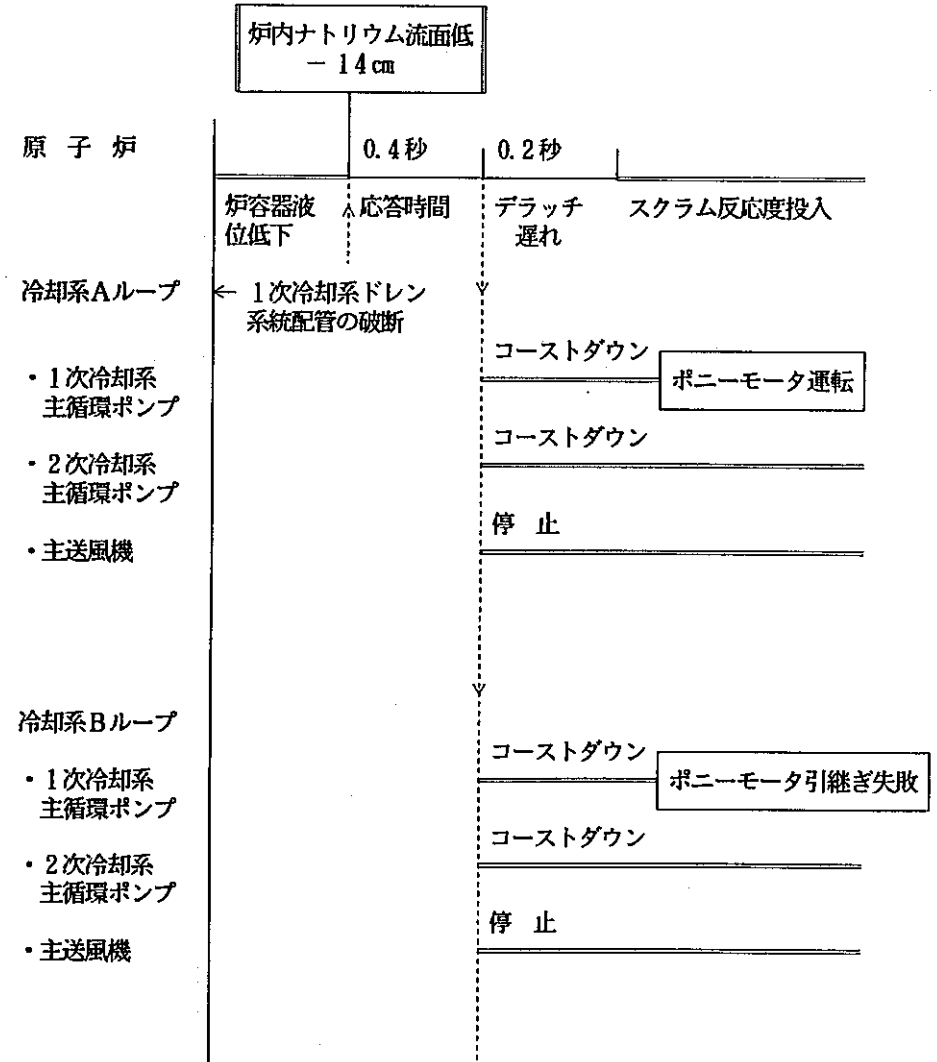 炉内ナトリウム流面低
− 14㎝
原 子 炉
0.4秒
0.2秒
炉容器液
位低下
応答時間
デラッチ
遅れ
スクラム反応度投入
冷却系Aループ
← 1次冷却系ドレン
系統配管の破断
・1次冷却系
主循環ポンプ
コーストダウン
ポニーモータ運転
・2次冷却系
主循環ポンプ
コーストダウン
・主送風機
停 止
冷却系Bループ
・1次冷却系
主循環ポンプ
コーストダウン
ポニーモータ引継ぎ失敗
・2次冷却系
主循環ポンプ
コーストダウン
・主送風機
停 止